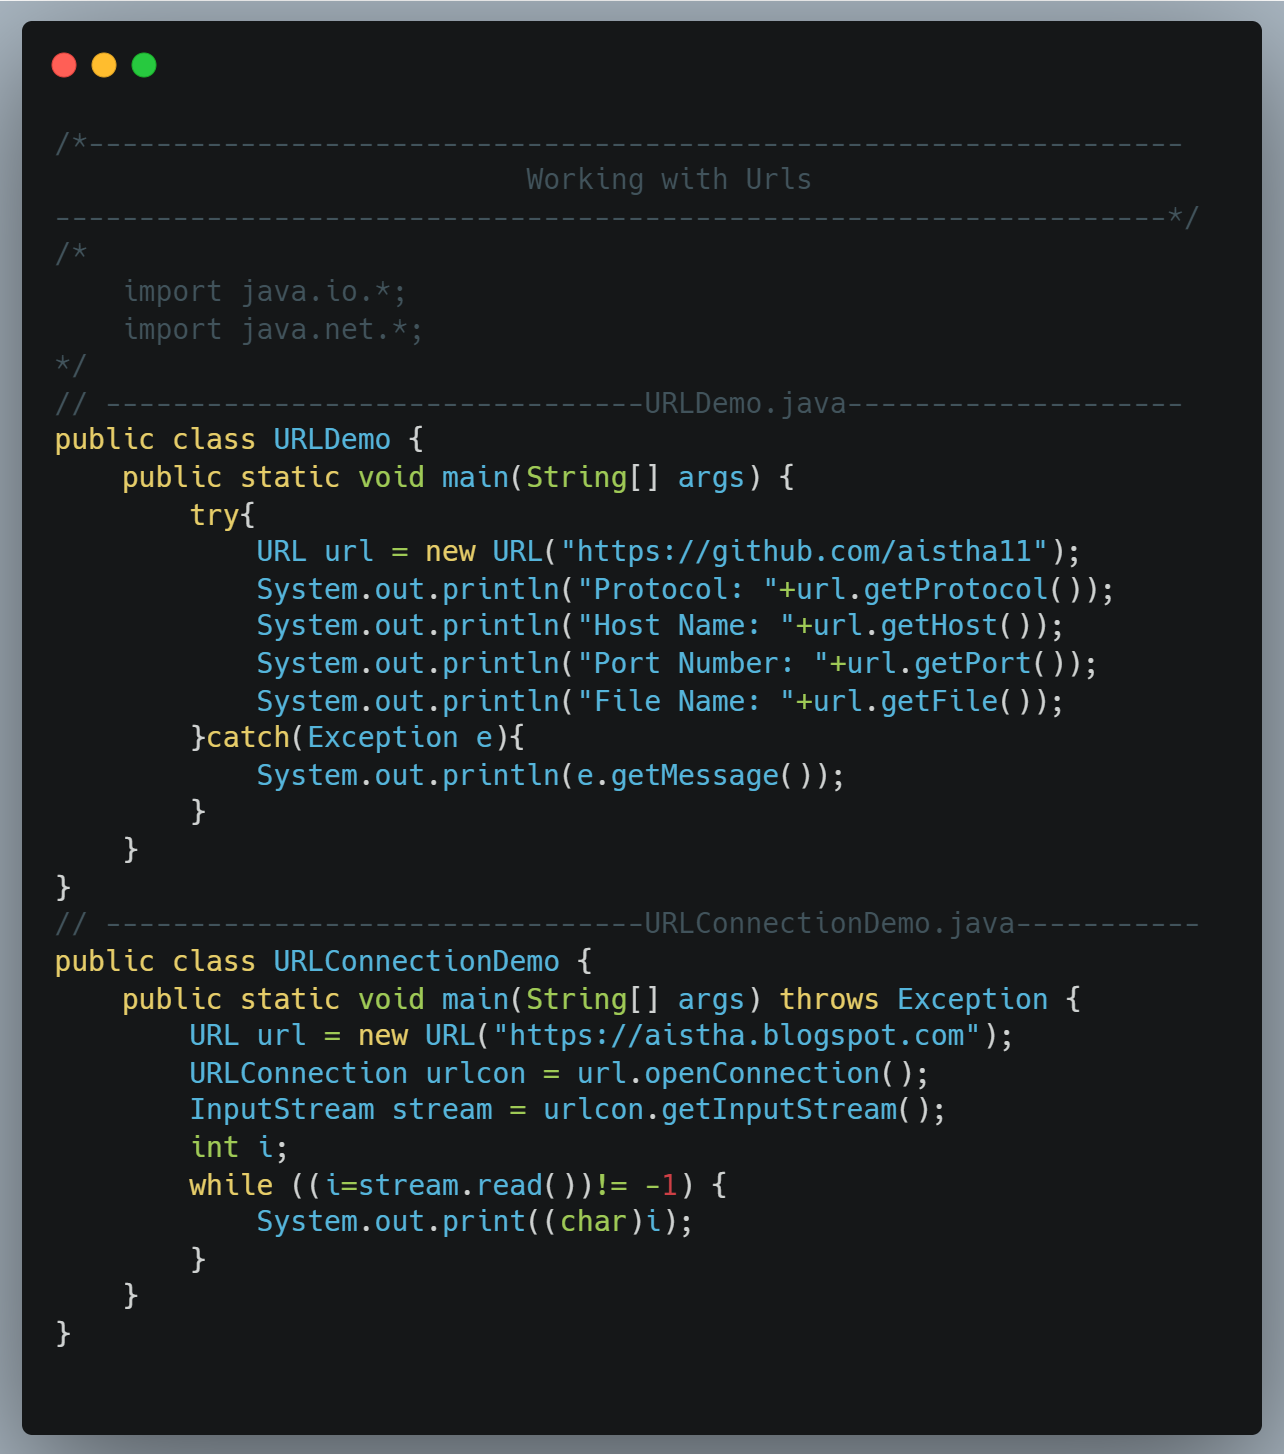 /*-----------------------------------------------------------------
                            Working with Urls
------------------------------------------------------------------*/
/*
    import java.io.*;
    import java.net.*;
*/
// --------------------------------URLDemo.java--------------------
public class URLDemo {
    public static void main(String[] args) {
        try{
            URL url = new URL("https://github.com/aistha11");
            System.out.println("Protocol: "+url.getProtocol());
            System.out.println("Host Name: "+url.getHost());
            System.out.println("Port Number: "+url.getPort());
            System.out.println("File Name: "+url.getFile());
        }catch(Exception e){
            System.out.println(e.getMessage());
        }
    }
}
// --------------------------------URLConnectionDemo.java-----------
public class URLConnectionDemo {
    public static void main(String[] args) throws Exception {
        URL url = new URL("https://aistha.blogspot.com");
        URLConnection urlcon = url.openConnection();
        InputStream stream = urlcon.getInputStream();
        int i;
        while ((i=stream.read())!= -1) {
            System.out.print((char)i);
        }
    }
}